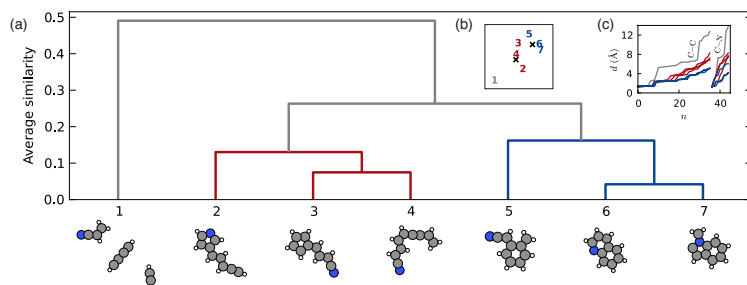 (a)
Average similarity
0.5
0.4
0.3
0.2
0.1
0.0
1 2 3 4 5 6 7
(b)
5
3 6
7
4
2
1
(c)
d (Å)
12
8
4
0
C–C
C–N
0 20 40
n